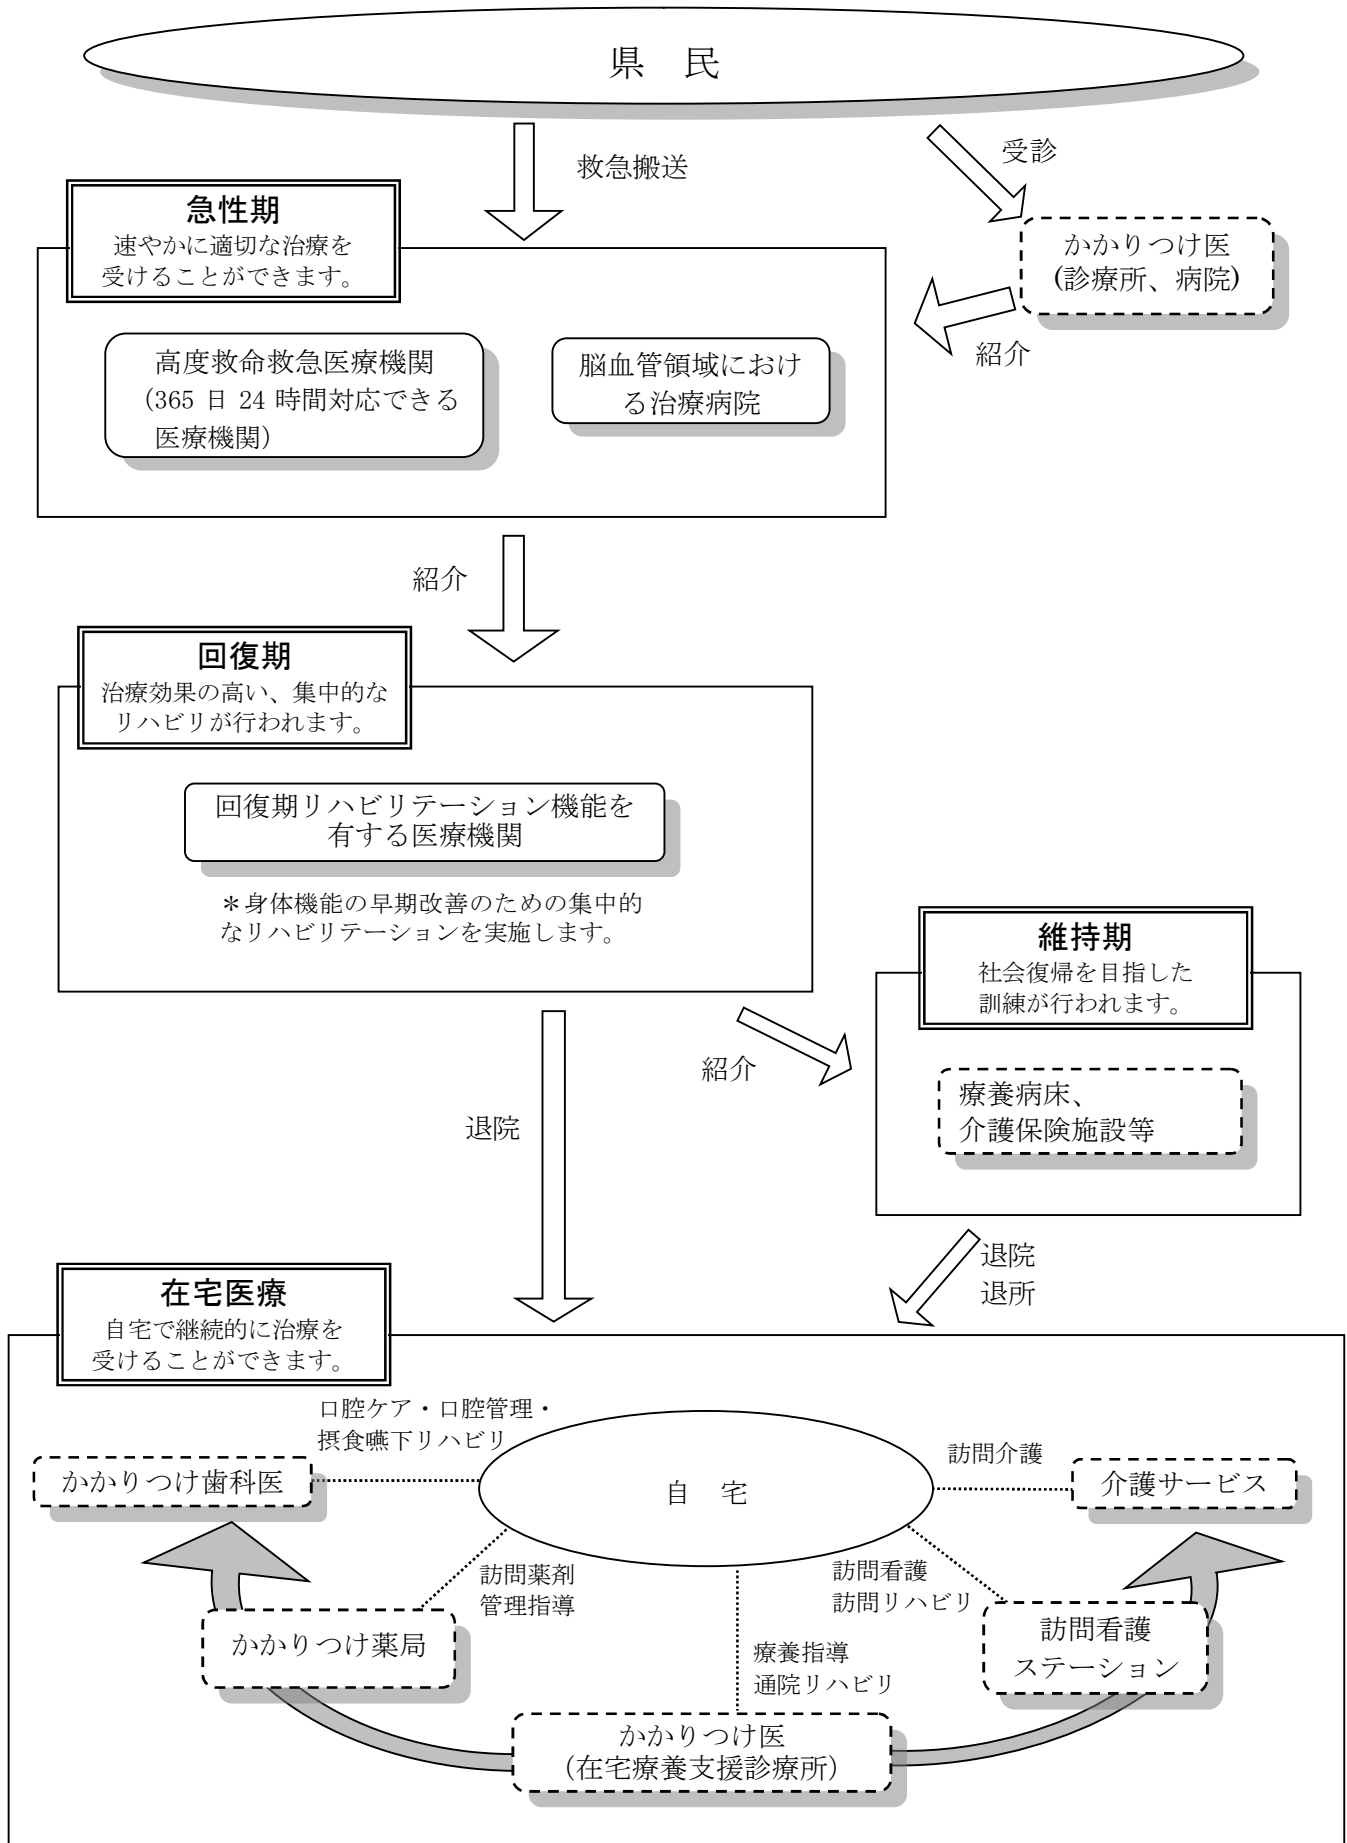 県　民
救急搬送
受診
急性期
速やかに適切な治療を
受けることができます。
かかりつけ医
(診療所、病院)
紹介
高度救命救急医療機関
（365 日 24 時間対応できる
医療機関）
脳血管領域におけ
る治療病院
紹介
回復期
治療効果の高い、集中的な
リハビリが行われます。
回復期リハビリテーション機能を
有する医療機関
＊身体機能の早期改善のための集中的
なリハビリテーションを実施します。
維持期
社会復帰を目指した
訓練が行われます。
紹介
療養病床、
介護保険施設等
退院
退院
退所
在宅医療
自宅で継続的に治療を
受けることができます。
口腔ケア・口腔管理・
摂食嚥下リハビリ
かかりつけ歯科医
自　宅
訪問介護
介護サービス
訪問薬剤
管理指導
訪問看護
訪問リハビリ
かかりつけ薬局
療養指導
通院リハビリ
訪問看護
ステーション
かかりつけ医
（在宅療養支援診療所）